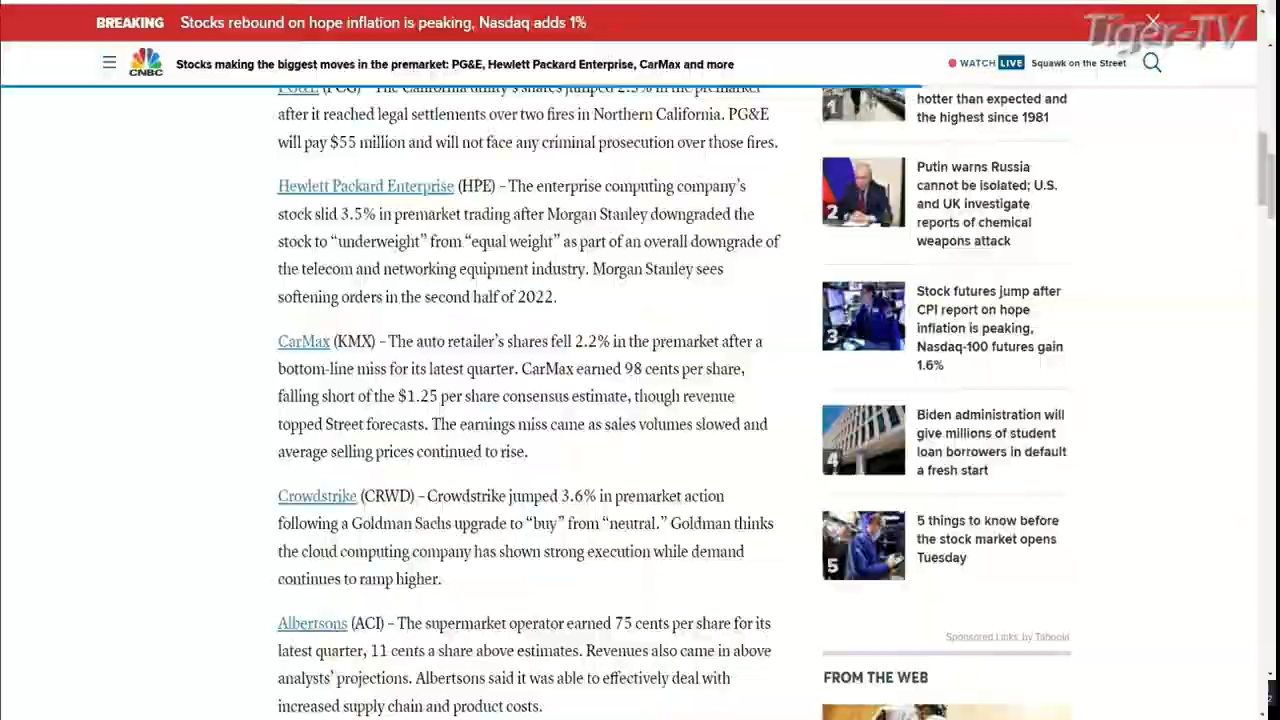 BREAKING Stocks rebound on hope inflation is peaking, Nasdaq adds 1%
Tiger-TV
CNBC
Stocks making the biggest moves in the premarket: PG&E, Hewlett Packard Enterprise, CarMax and more
WATCH LIVE Squawk on the Street
PG&E (PCG) – The California utility's shares jumped 2.3% in the premarket
after it reached legal settlements over two fires in Northern California. PG&E
will pay $55 million and will not face any criminal prosecution over those fires.
Hewlett Packard Enterprise (HPE) – The enterprise computing company's
stock slid 3.5% in premarket trading after Morgan Stanley downgraded the
stock to “underweight” from “equal weight” as part of an overall downgrade of
the telecom and networking equipment industry. Morgan Stanley sees
softening orders in the second half of 2022.
CarMax (KMX) – The auto retailer's shares fell 2.2% in the premarket after a
bottom-line miss for its latest quarter. CarMax earned 98 cents per share,
falling short of the $1.25 per share consensus estimate, though revenue
topped Street forecasts. The earnings miss came as sales volumes slowed and
average selling prices continued to rise.
Crowdstrike (CRWD) – Crowdstrike jumped 3.6% in premarket action
following a Goldman Sachs upgrade to “buy” from “neutral.” Goldman thinks
the cloud computing company has shown strong execution while demand
continues to ramp higher.
Albertsons (ACI) – The supermarket operator earned 75 cents per share for its
latest quarter, 11 cents a share above estimates. Revenues also came in above
analysts' projections. Albertsons said it was able to effectively deal with
increased supply chain and product costs.
1
hotter than expected and
the highest since 1981
2
Putin warns Russia
cannot be isolated; U.S.
and UK investigate
reports of chemical
weapons attack
3
Stock futures jump after
CPI report on hope
inflation is peaking,
Nasdaq-100 futures gain
1.6%
4
Biden administration will
give millions of student
loan borrowers in default
a fresh start
5
5 things to know before
the stock market opens
Tuesday
Sponsored Links by Taboola
FROM THE WEB